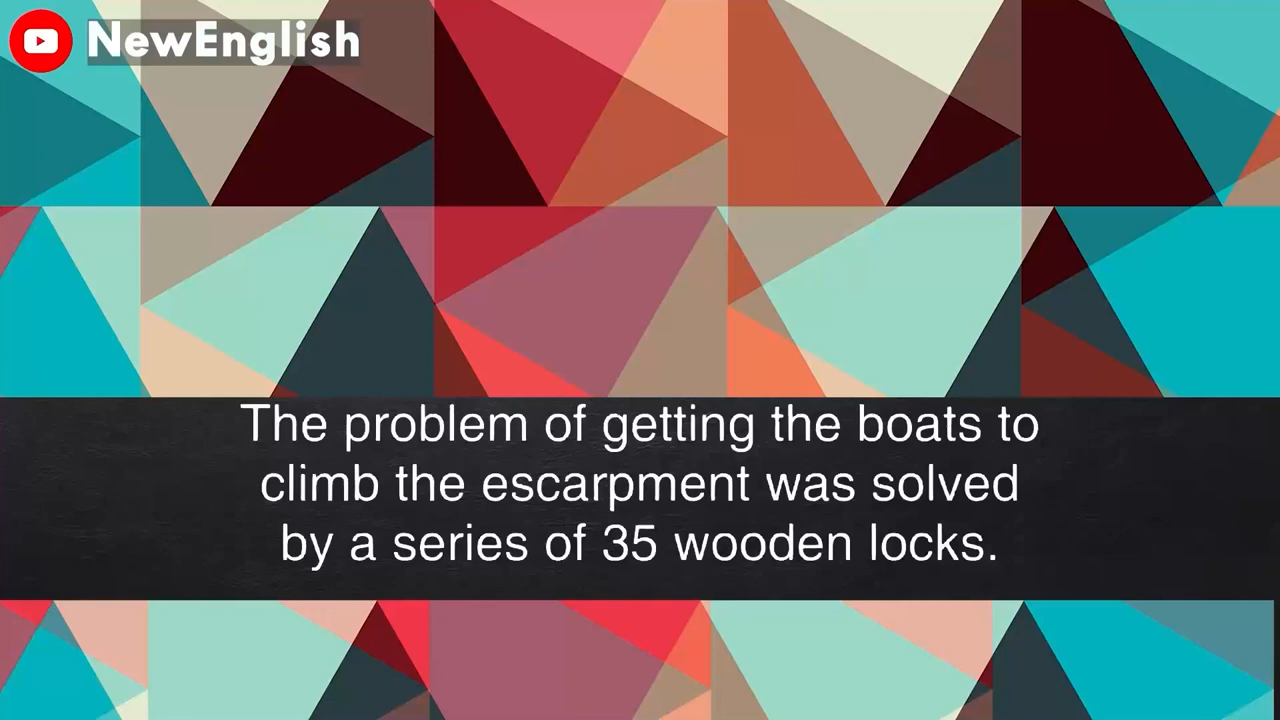 NewEnglish
The problem of getting the boats to
climb the escarpment was solved
by a series of 35 wooden locks.